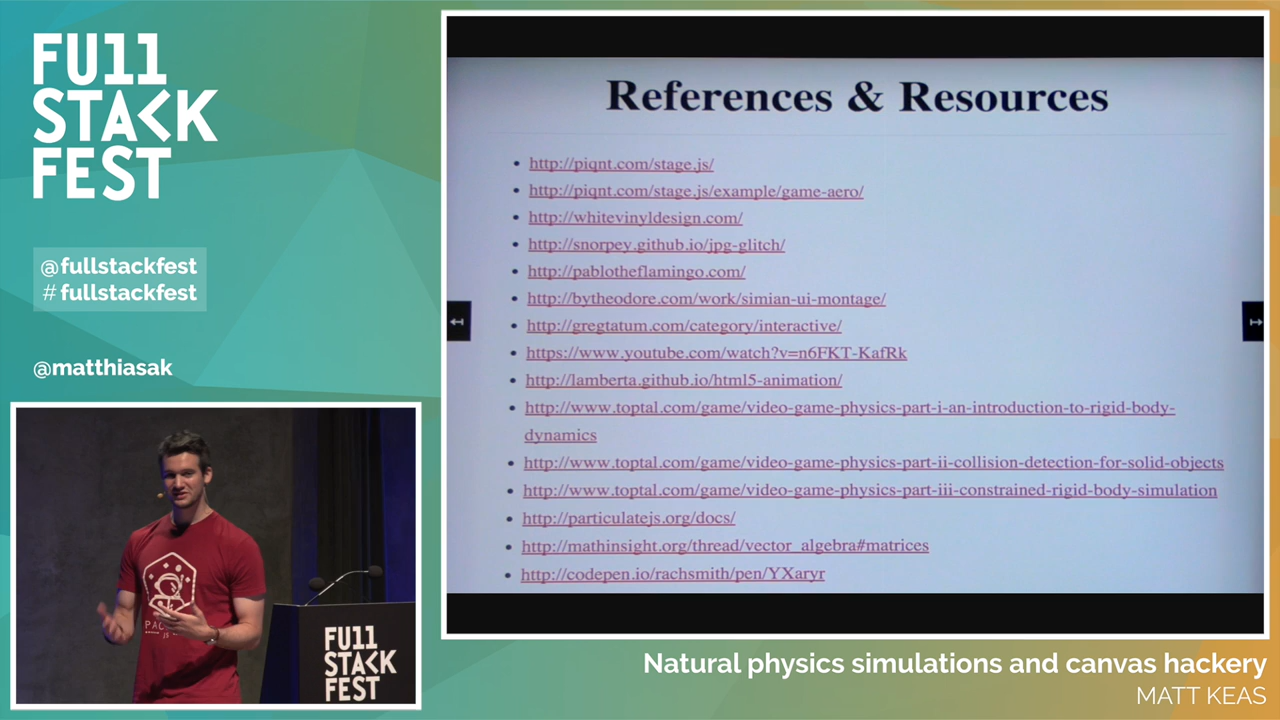 FU11
STACK
FEST
@fullstackfest
# fullstackfest
@matthiasak
References & Resources
http://piqnt.com/stage.js/
http://piqnt.com/stage.js/example/game-aero/
http://whitevinyldesign.com/
http://snorpey.github.io/jpg-glitch/
http://pablotheflamingo.com/
http://bytheodore.com/work/simian-ui-montage/
http://gregtatum.com/category/interactive/
https://www.youtube.com/watch?v=n6FKT-KafRk
http://lamberta.github.io/html5-animation/
http://www.toptal.com/game/video-game-physics-part-i-an-introduction-to-rigid-body-
dynamics
http://www.toptal.com/game/video-game-physics-part-ii-collision-detection-for-solid-objects
http://www.toptal.com/game/video-game-physics-part-iii-constrained-rigid-body-simulation
http://particulatejs.org/docs/
http://mathinsight.org/thread/vector_algebra#matrices
http://codepen.io/rachsmith/pen/YXaryr
FU11
STACK
FEST
Natural physics simulations and canvas hackery
MATT KEAS